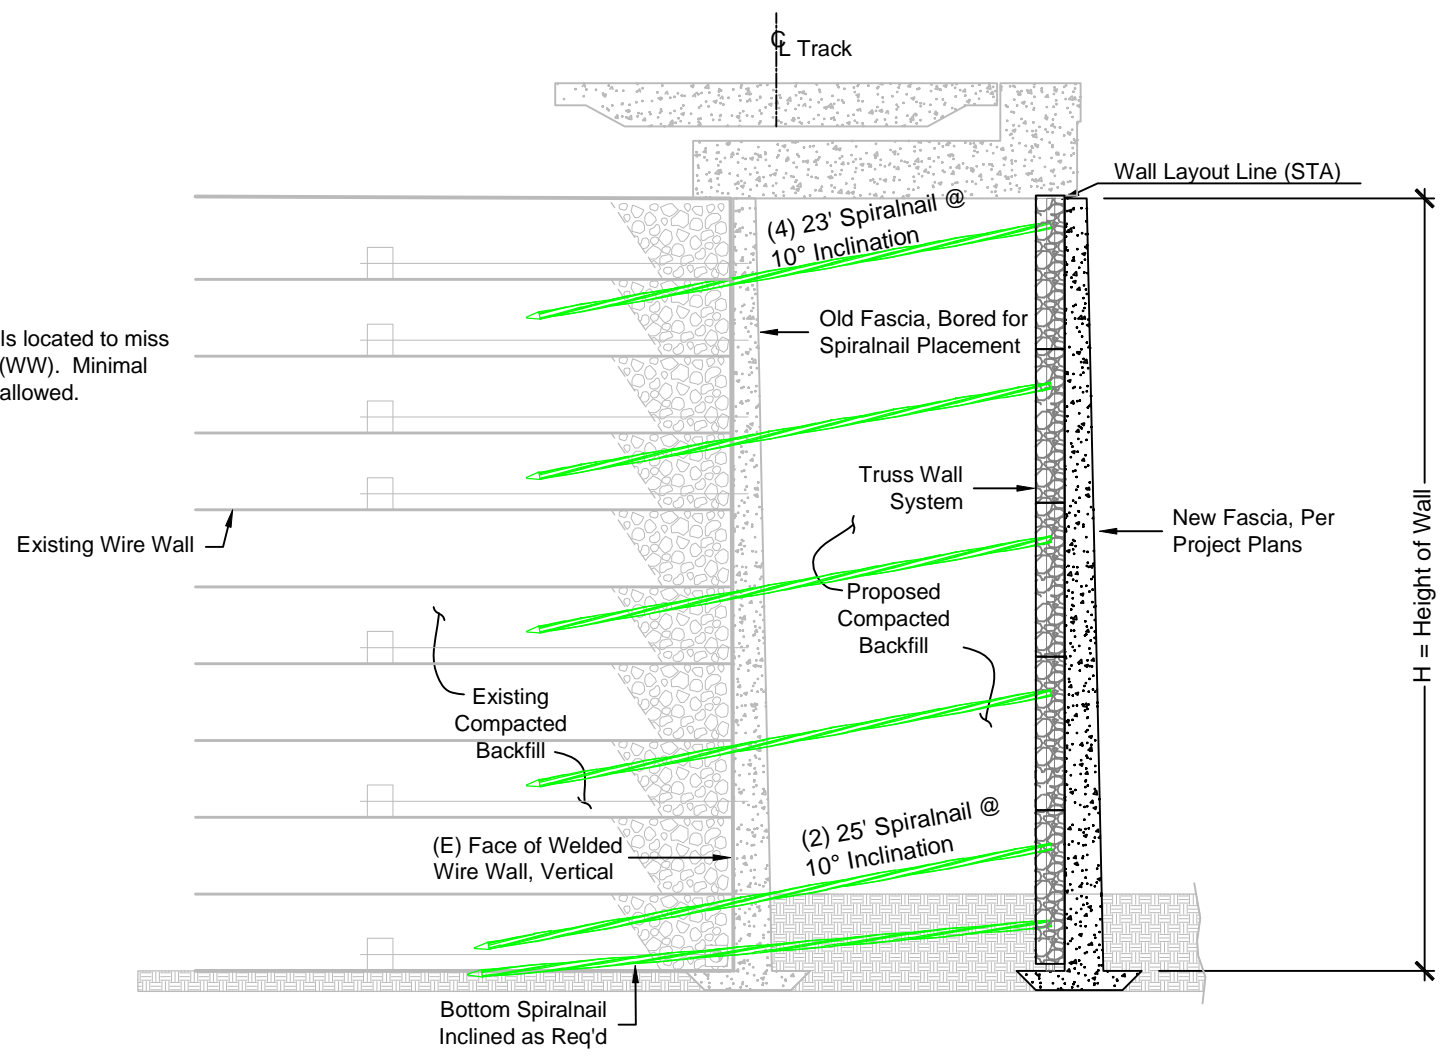 ℄ Track
Wall Layout Line (STA)
(4) 23' Spiralnail @
10° Inclination
Old Fascia, Bored for
Spiralnail Placement
ls located to miss
(WW). Minimal
allowed.
Truss Wall
System
New Fascia, Per
Project Plans
Existing Wire Wall
Proposed
Compacted
Backfill
H = Height of Wall
Existing
Compacted
Backfill
(2) 25' Spiralnail @
10° Inclination
(E) Face of Welded
Wire Wall, Vertical
Bottom Spiralnail
Inclined as Req'd